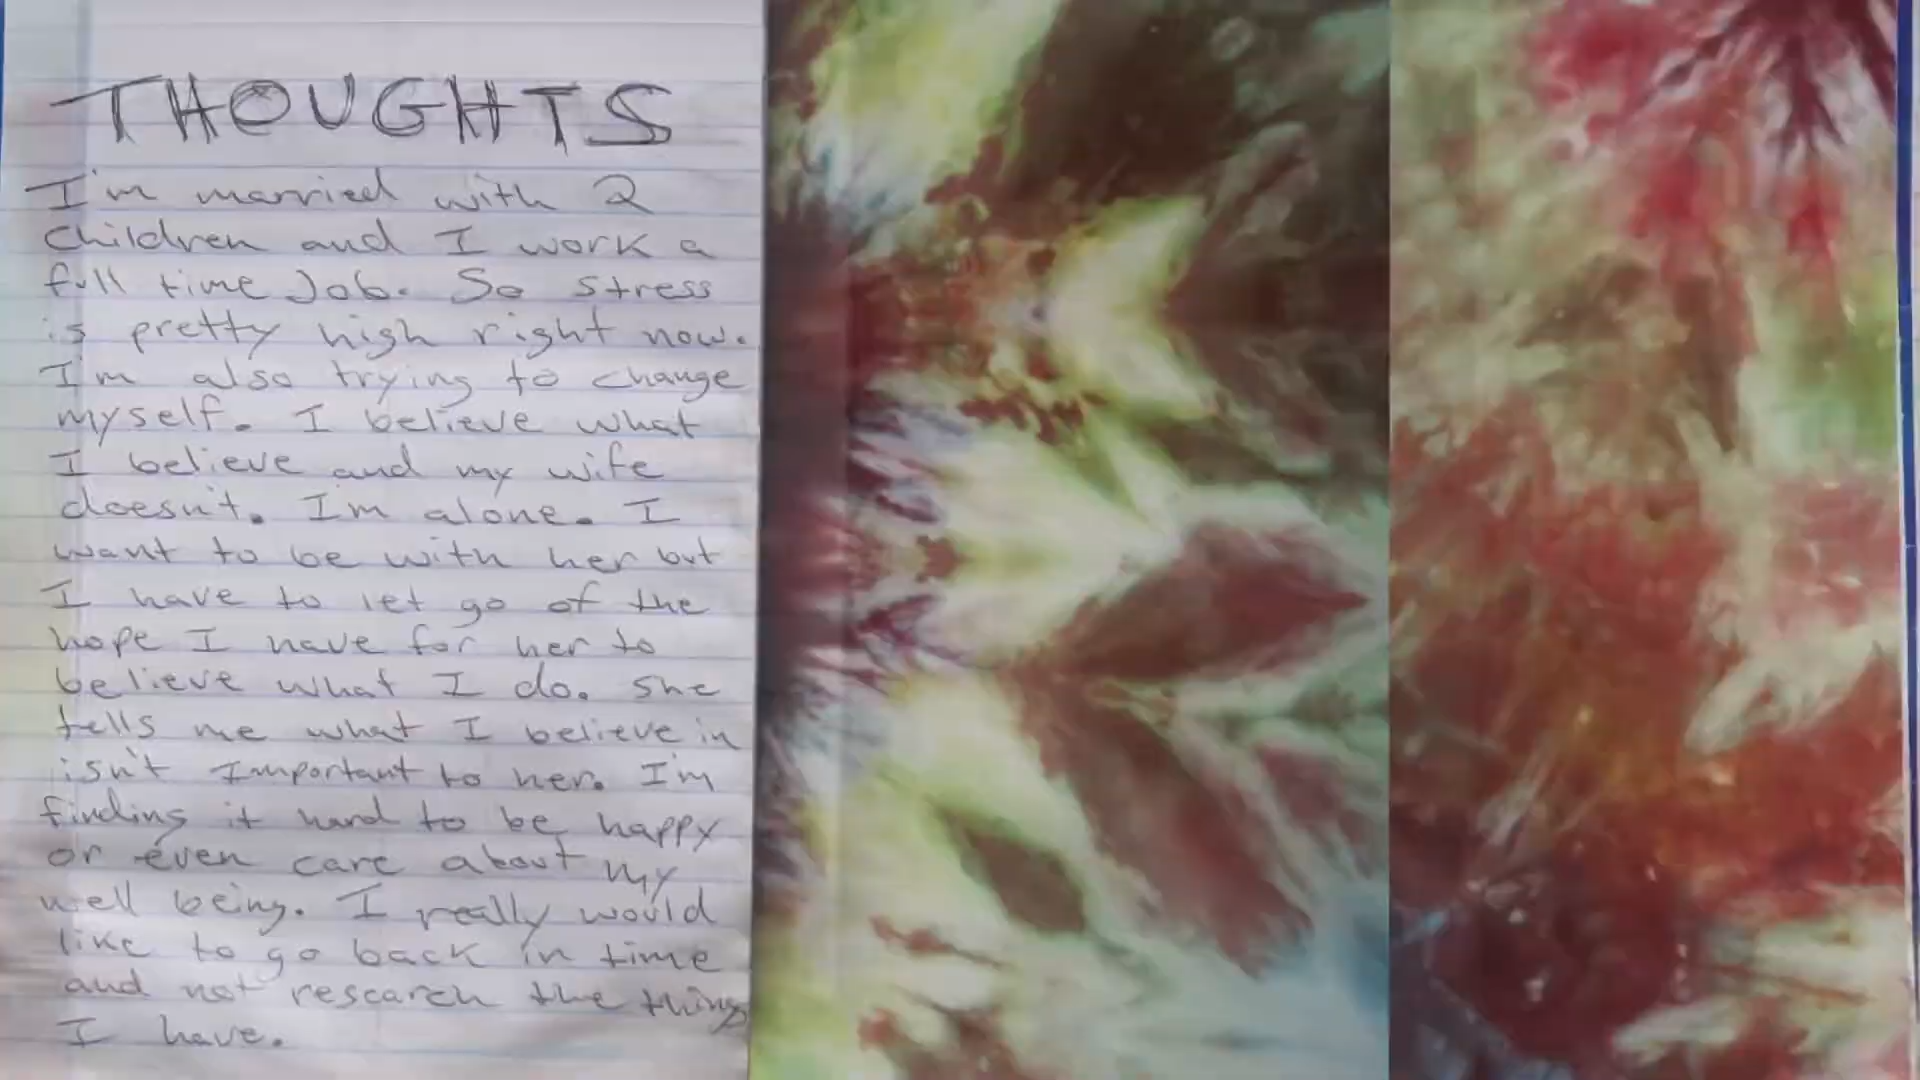 THOUGHTS
I'm married with 2
children and I work a
full time Job. So stress
is pretty high right now.
I'm also trying to change
myself. I believe what
I believe and my wife
doesn't. I'm alone. I
want to be with her but
I have to let go of the
hope I have for her to
believe what I do. She
tells me what I believe in
isn't Important to her. I'm
finding it hard to be happy
or even care about my
well being. I really would
like to go back in time
and not research the things
I have.